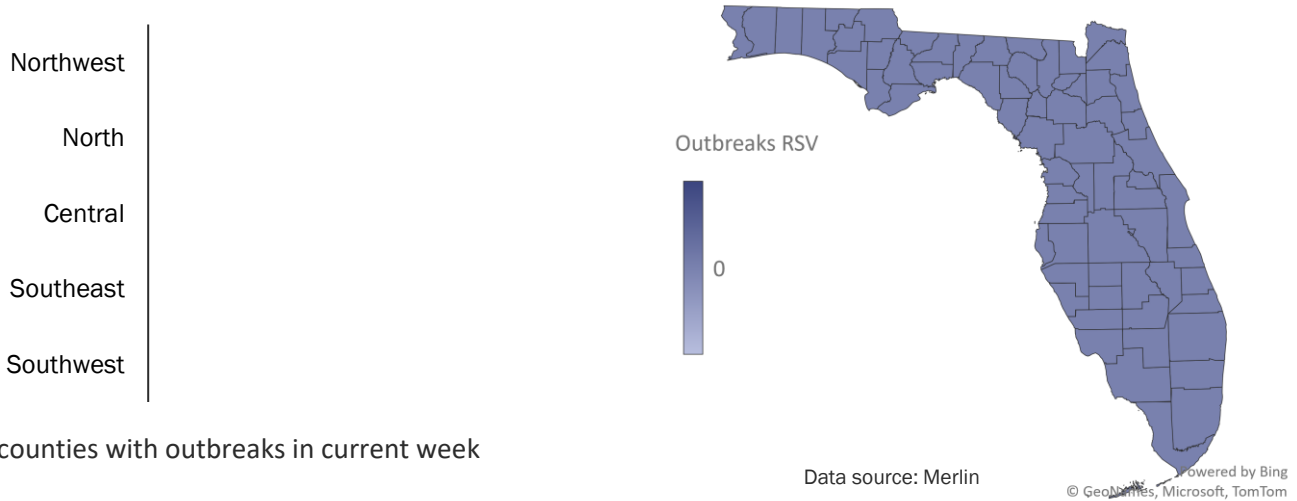 Northwest
North
Central
Southeast
Southwest
counties with outbreaks in current week
Outbreaks RSV
0
Data source: Merlin
Powered by Bing
© GeoNames, Microsoft, TomTom